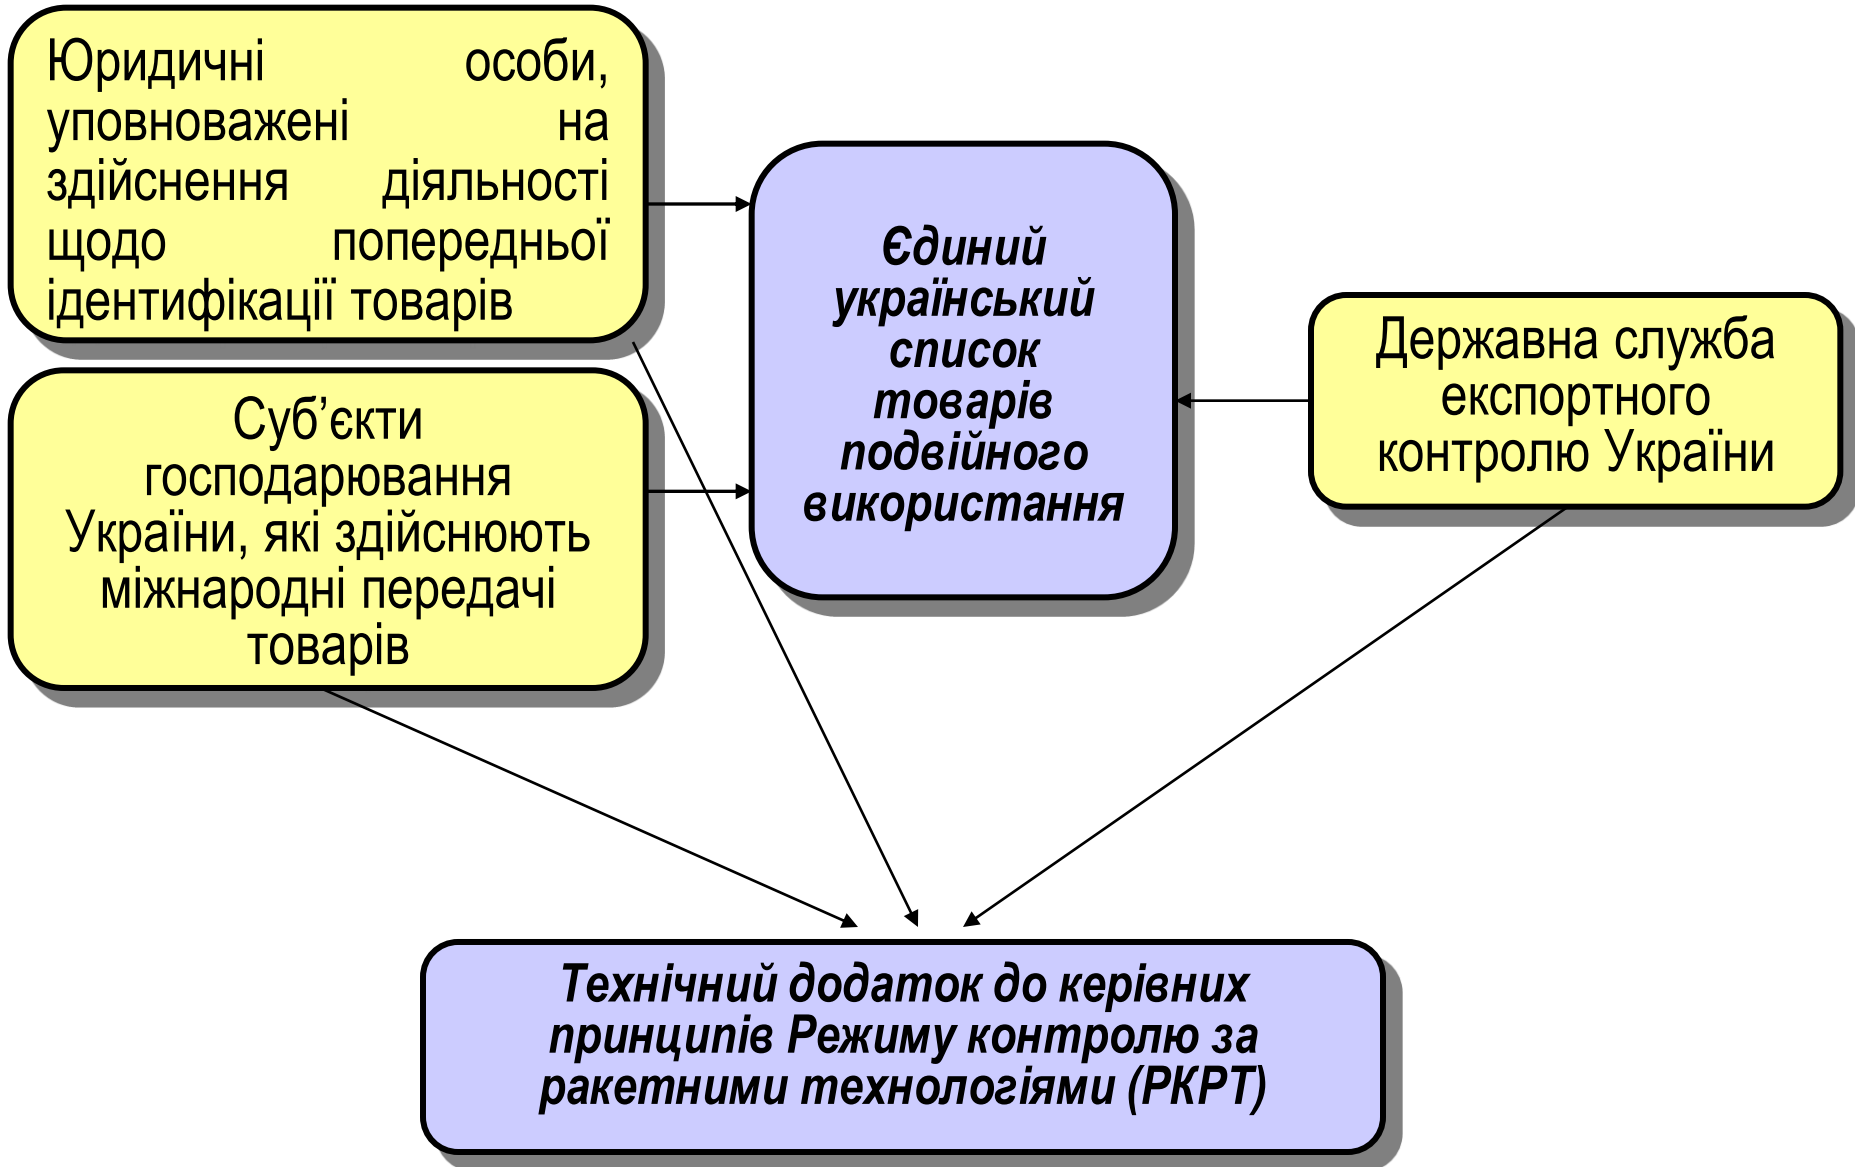 Юридичні особи,
уповноважені на
здійснення діяльності
щодо попередньої
ідентифікації товарів
Суб’єкти
господарювання
України, які здійснюють
міжнародні передачі
товарів
Єдиний
український
список
товарів
подвійного
використання
Державна служба
експортного
контролю України
Технічний додаток до керівних
принципів Режиму контролю за
ракетними технологіями (РКРТ)